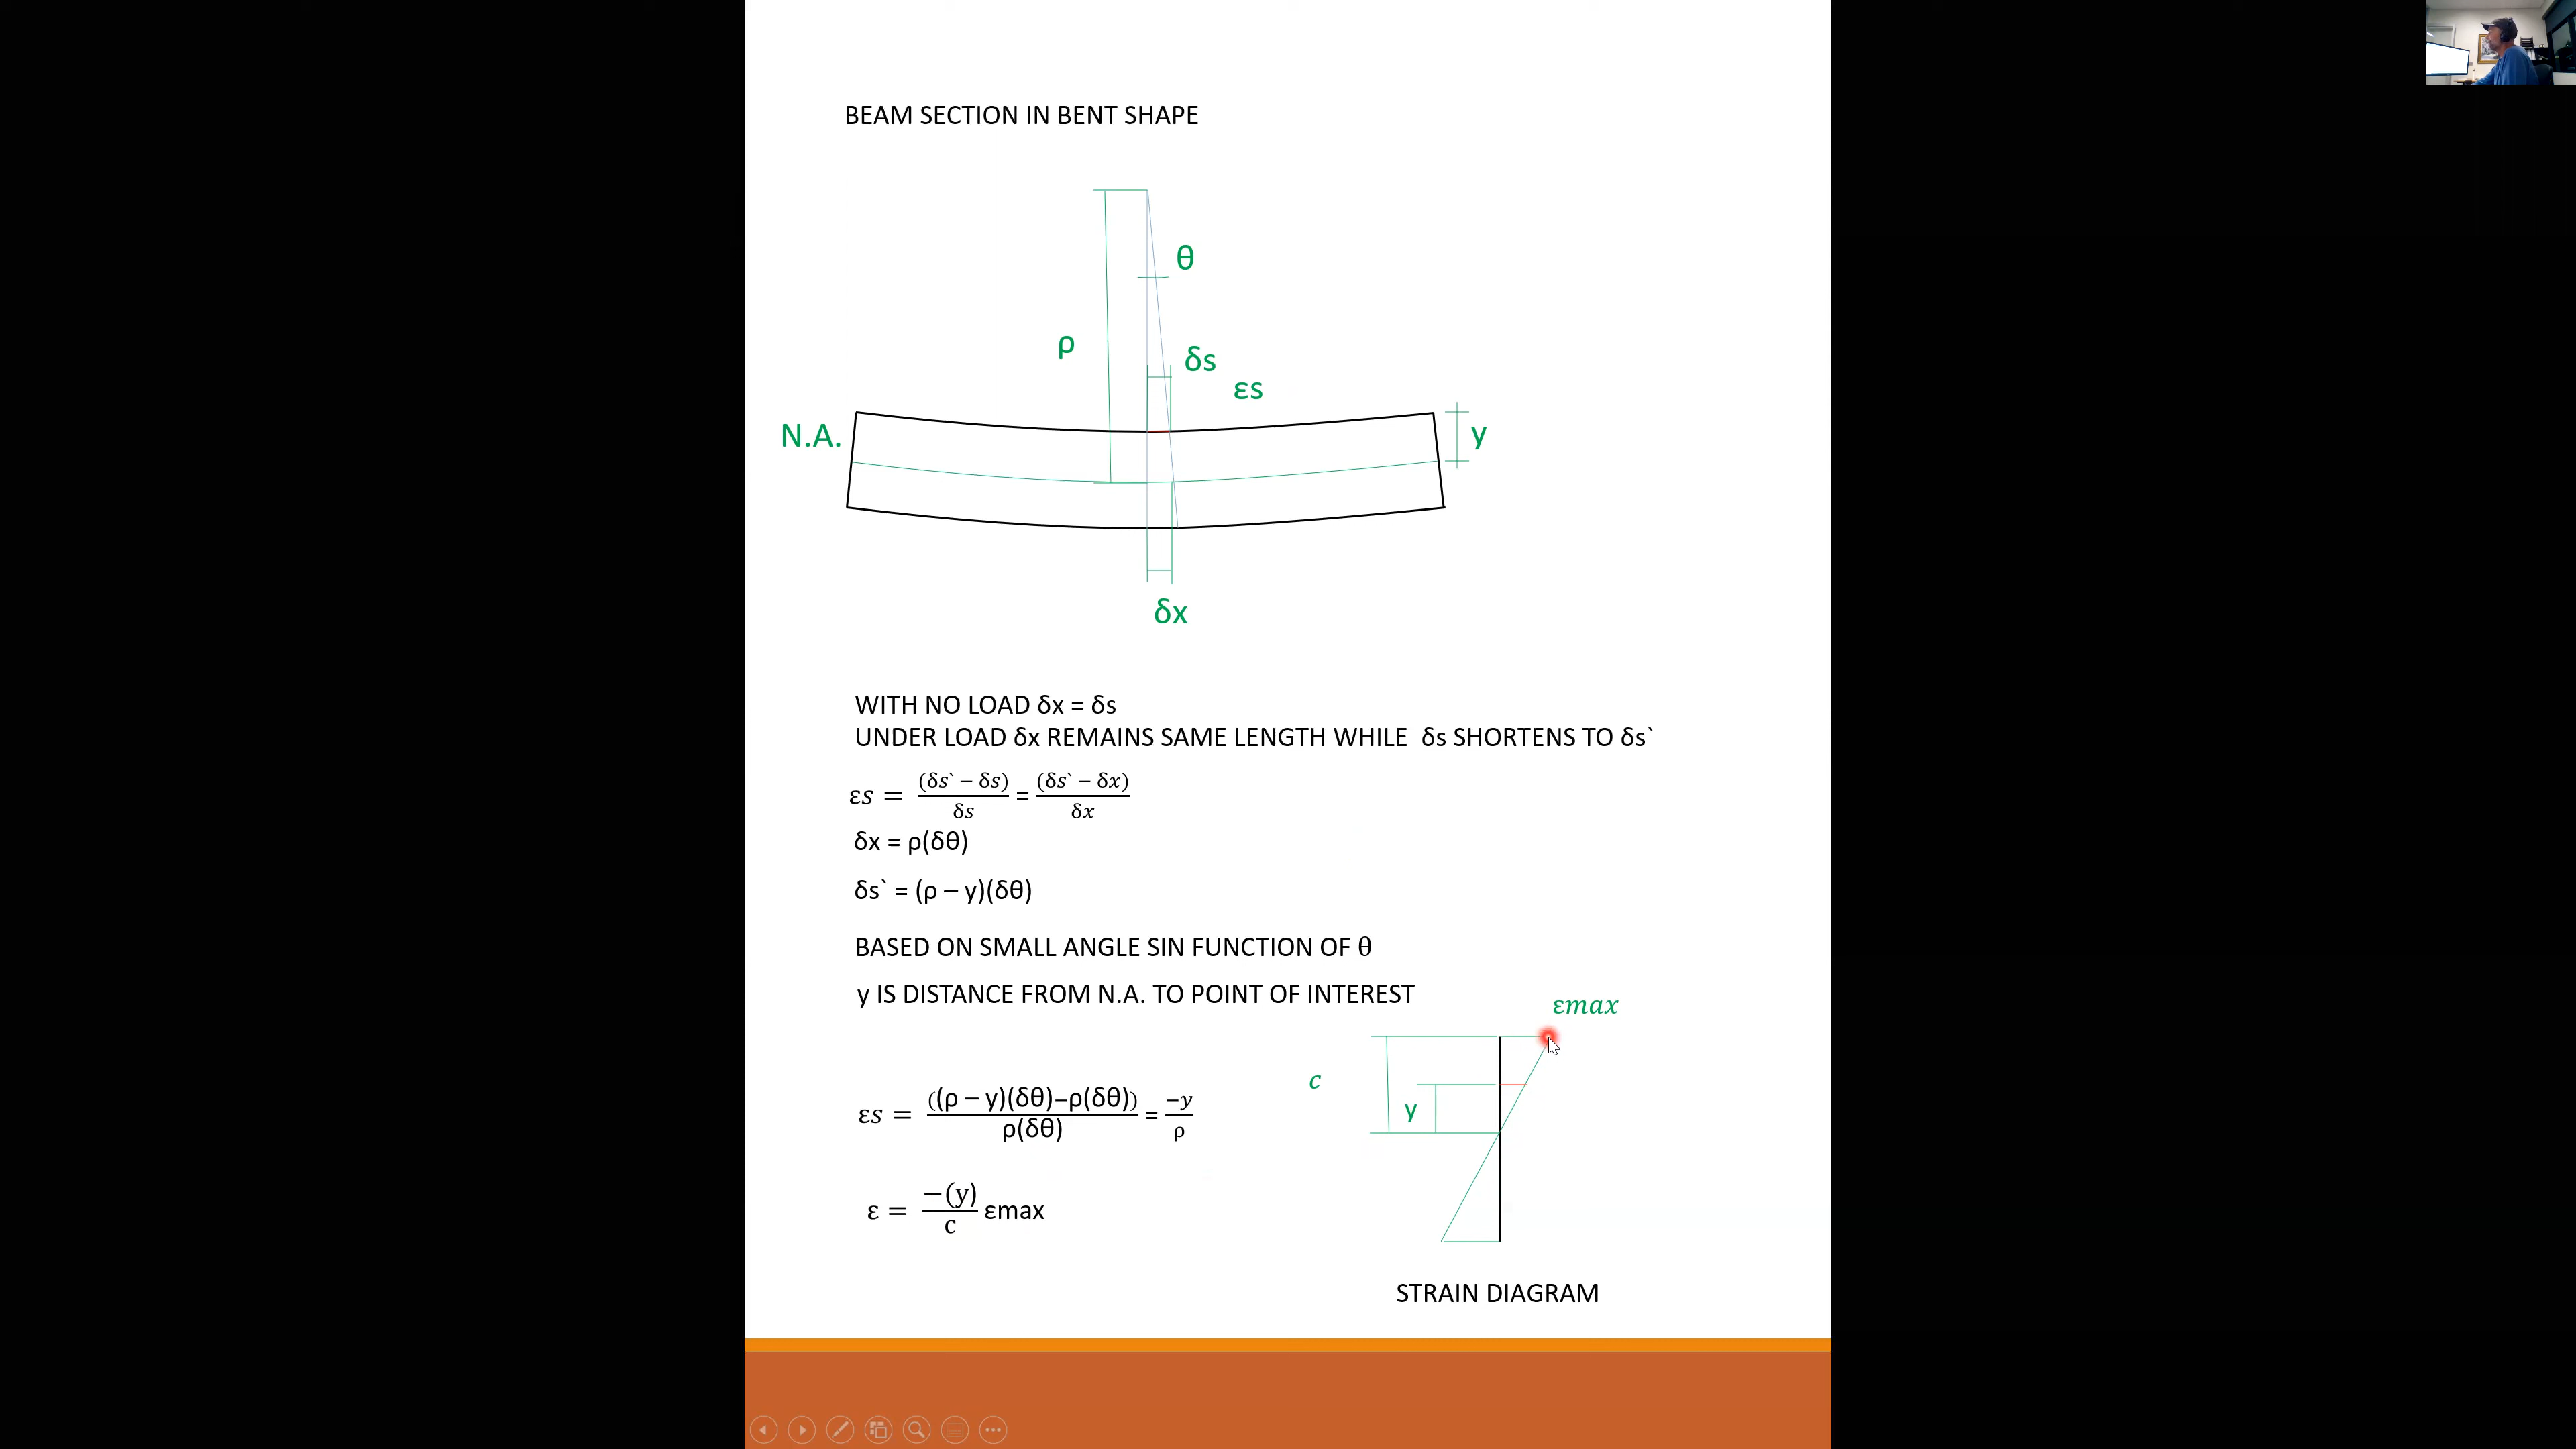 BEAM SECTION IN BENT SHAPE
θ
ρ
δs
εs
N.A.
y
δx
WITH NO LOAD δx = δs
UNDER LOAD δx REMAINS SAME LENGTH WHILE δs SHORTENS TO δs`
εs = (δs` − δs)/δs = (δs` − δx)/δx
δx = ρ(δθ)
δs` = (ρ – y)(δθ)
BASED ON SMALL ANGLE SIN FUNCTION OF θ
y IS DISTANCE FROM N.A. TO POINT OF INTEREST
εmax
c
y
εs = ((ρ – y)(δθ)−ρ(δθ))/ρ(δθ) = −y/ρ
ε = −(y)/c εmax
STRAIN DIAGRAM